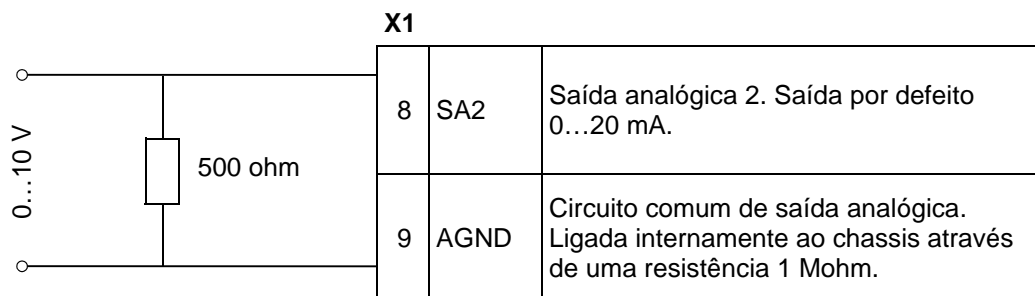 X1
8 SA2 Saída analógica 2. Saída por defeito
0…20 mA.
0…10 V
500 ohm
9 AGND Circuito comum de saída analógica.
Ligada internamente ao chassis através
de uma resistência 1 Mohm.